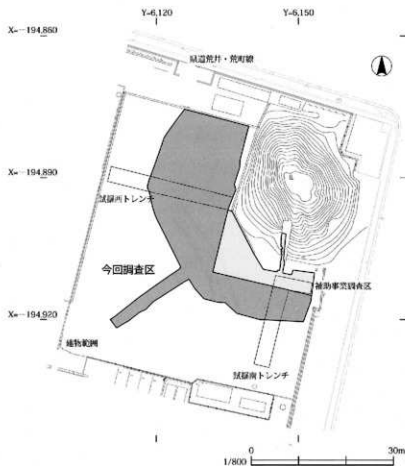 Y=6,120
Y=6,150
X=-194,860
県道荒井・荒町線
X=-194,890
試掘西トレンチ
今回調査区
補助事業調査区
X=-194,920
建物範囲
試掘南トレンチ
0
30m
1/800